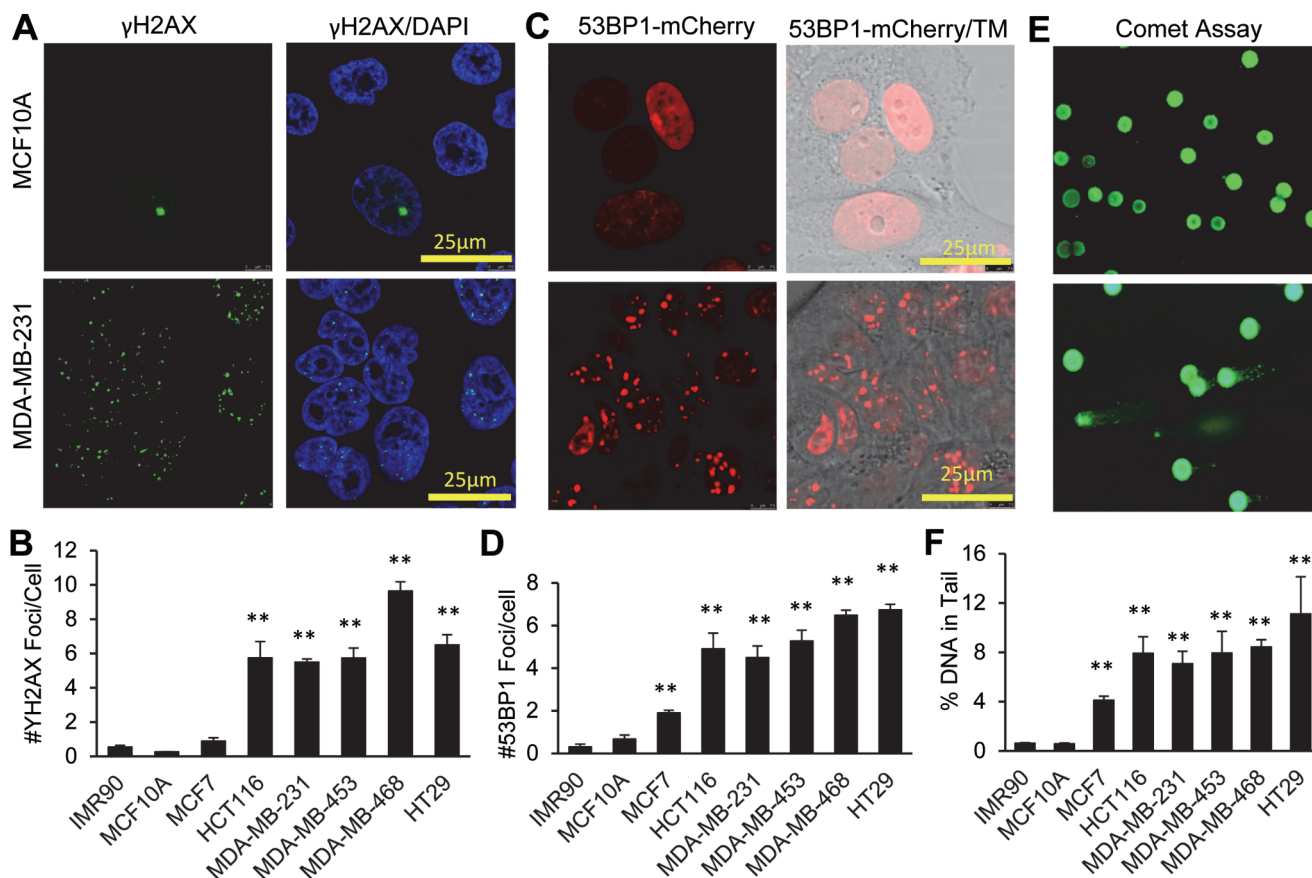 A
γH2AX
γH2AX/DAPI
MCF10A
25μm
MDA-MB-231
25μm
C
53BP1-mCherry
53BP1-mCherry/TM
25μm
25μm
E
Comet Assay
B
#YH2AX Foci/Cell
12
10
8
6
4
2
0
**
**
**
**
**
IMR90
MCF10A
MCF7
HCT116
MDA-MB-231
MDA-MB-453
MDA-MB-468
HT29
D
#53BP1 Foci/cell
8
6
4
2
0
**
**
**
**
**
**
IMR90
MCF10A
MCF7
HCT116
MDA-MB-231
MDA-MB-453
MDA-MB-468
HT29
F
% DNA in Tail
16
12
8
4
0
**
**
**
**
**
**
IMR90
MCF10A
MCF7
HCT116
MDA-MB-231
MDA-MB-453
MDA-MB-468
HT29